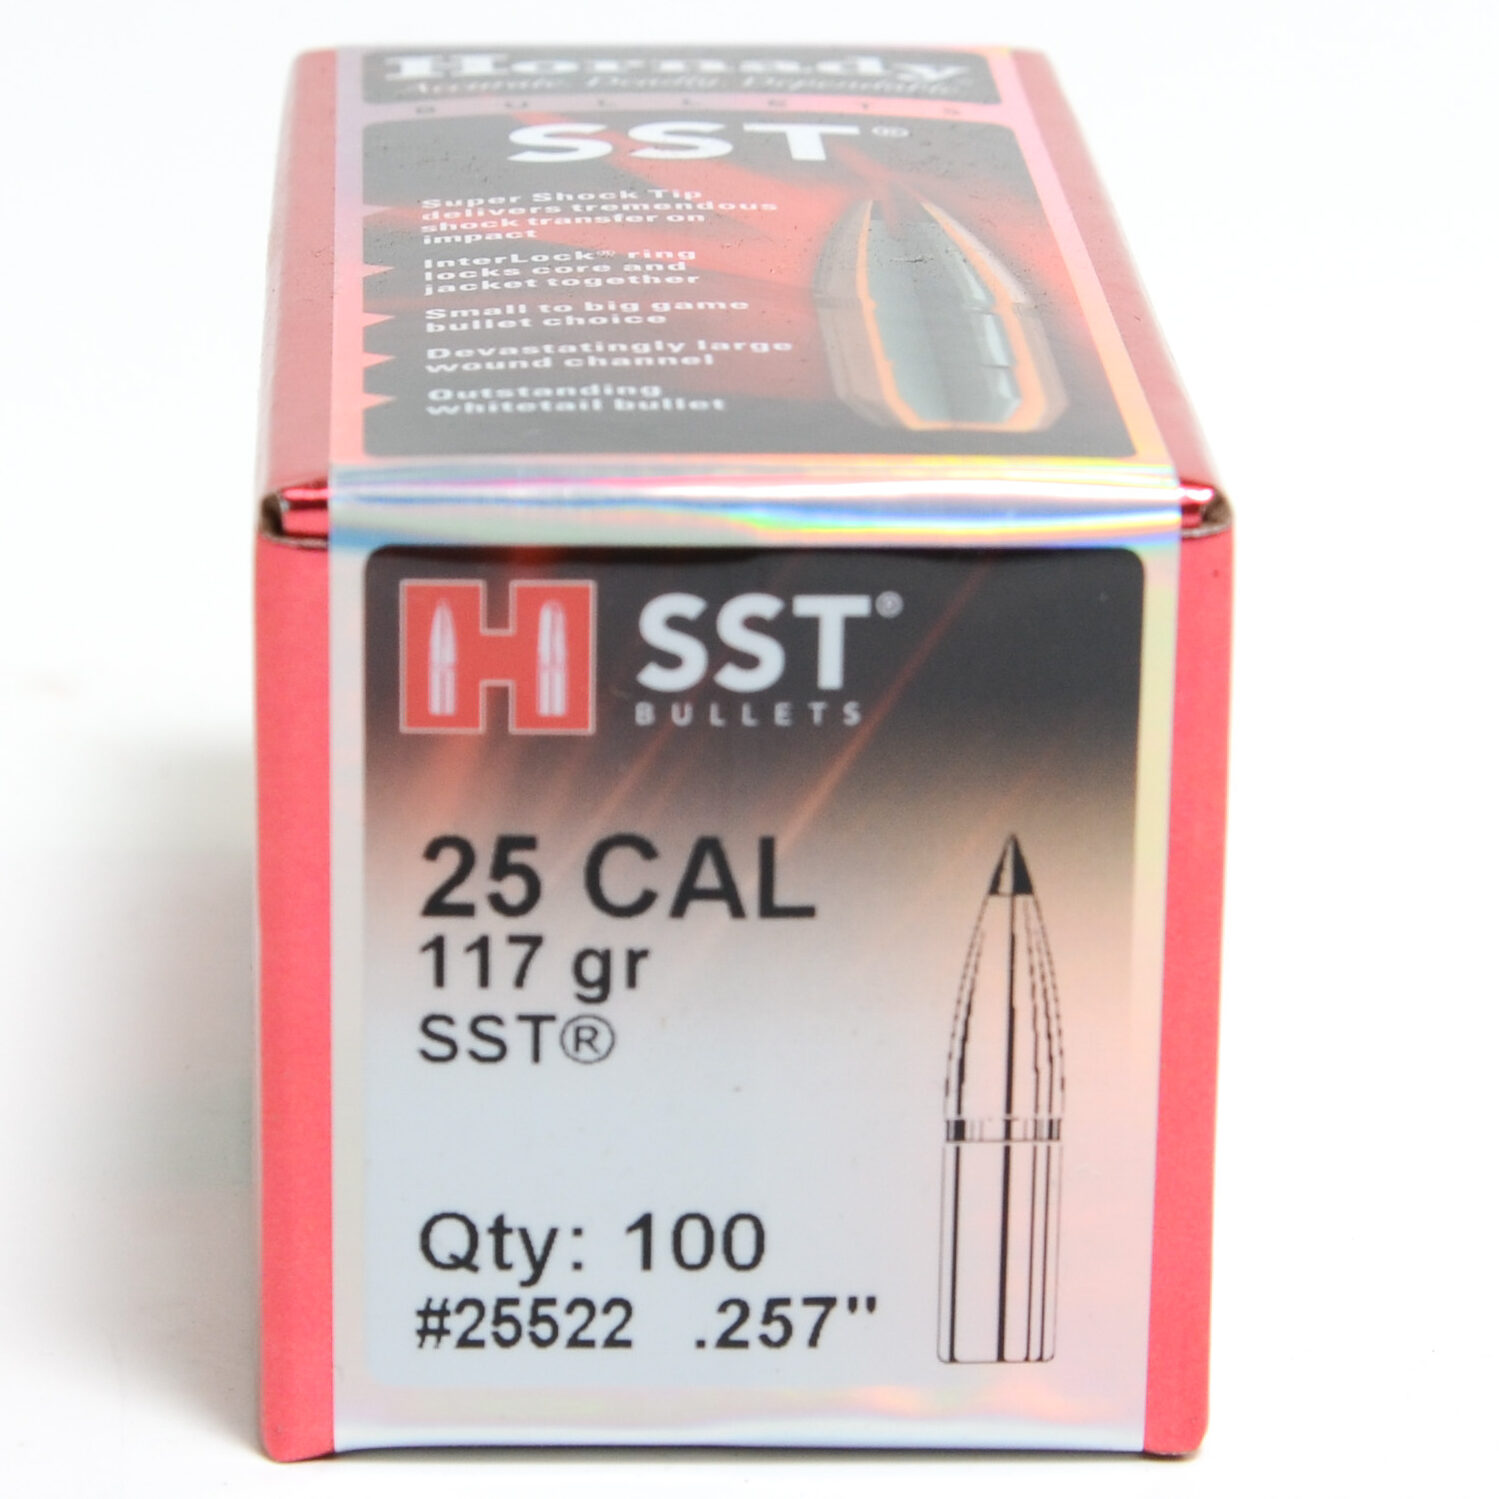 Hornady
Accurate. Deadly. Dependable.
BULLETS
SST®
Super Shock Tip
delivers tremendous
shock transfer on
impact
InterLock® ring
locks core and
jacket together
Small to big game
bullet choice
Devastatingly large
wound channel
Outstanding
whitetail bullet
H SST®
BULLETS
25 CAL
117 gr
SST®
Qty: 100
#25522 .257"